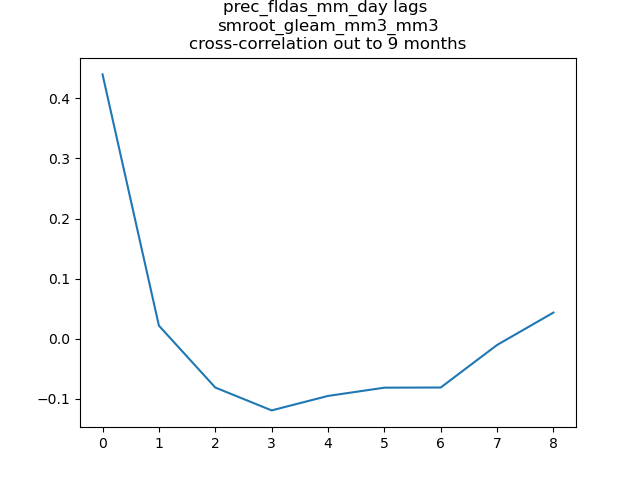 prec_fldas_mm_day lags
smroot_gleam_mm3_mm3
cross-correlation out to 9 months
0.4
0.3
0.2
0.1
0.0
−0.1
0 1 2 3 4 5 6 7 8